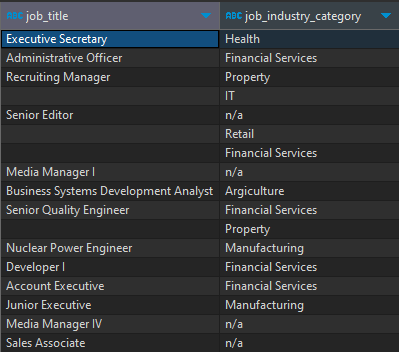 ABC job_title ABC job_industry_category
Executive Secretary Health
Administrative Officer Financial Services
Recruiting Manager Property
IT
Senior Editor n/a
Retail
Financial Services
Media Manager I n/a
Business Systems Development Analyst Argiculture
Senior Quality Engineer Financial Services
Property
Nuclear Power Engineer Manufacturing
Developer I Financial Services
Account Executive Financial Services
Junior Executive Manufacturing
Media Manager IV n/a
Sales Associate n/a